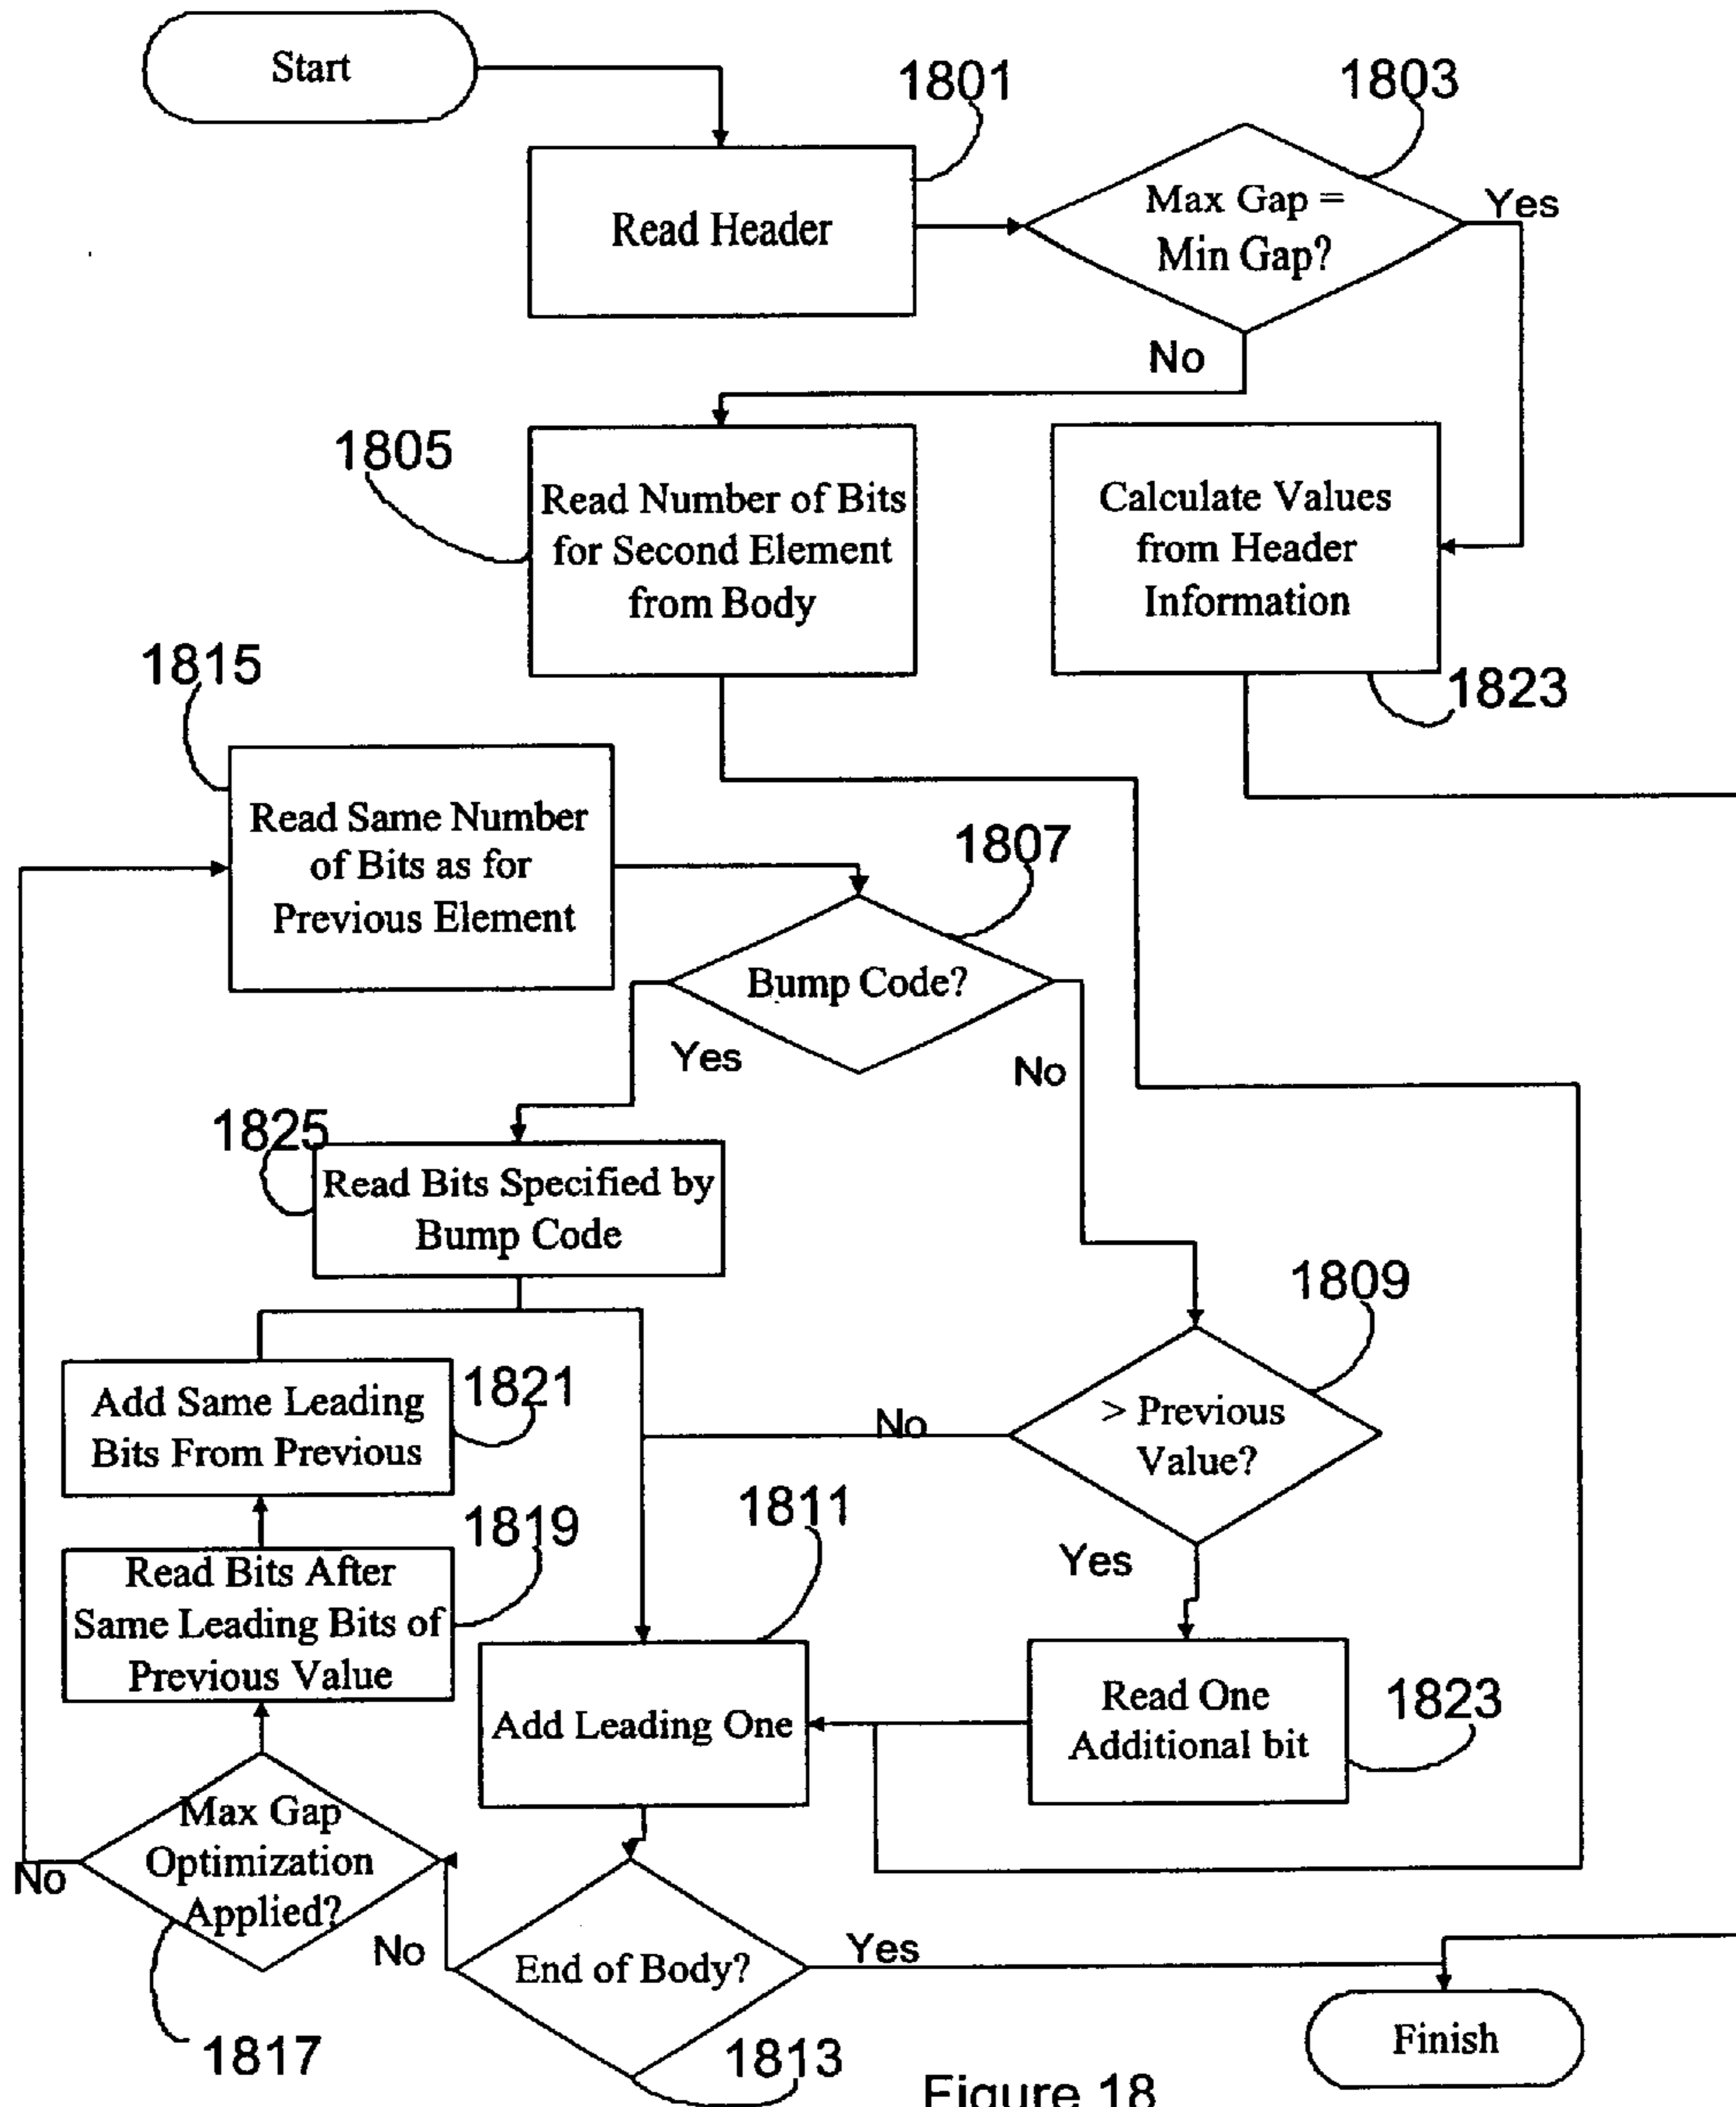 Start
1801
1803
Read Header
Max Gap =
Min Gap?
Yes
No
1805
Read Number of Bits
for Second Element
from Body
Calculate Values
from Header
Information
1823
1815
Read Same Number
of Bits as for
Previous Element
1807
Bump Code?
Yes
No
1825
Read Bits Specified by
Bump Code
1809
> Previous
Value?
No
Yes
Add Same Leading
Bits From Previous
1821
1819
Read Bits After
Same Leading Bits of
Previous Value
1811
Add Leading One
Read One
Additional bit
1823
Max Gap
Optimization
Applied?
No
1817
No
End of Body?
Yes
1813
Finish
Figure 18